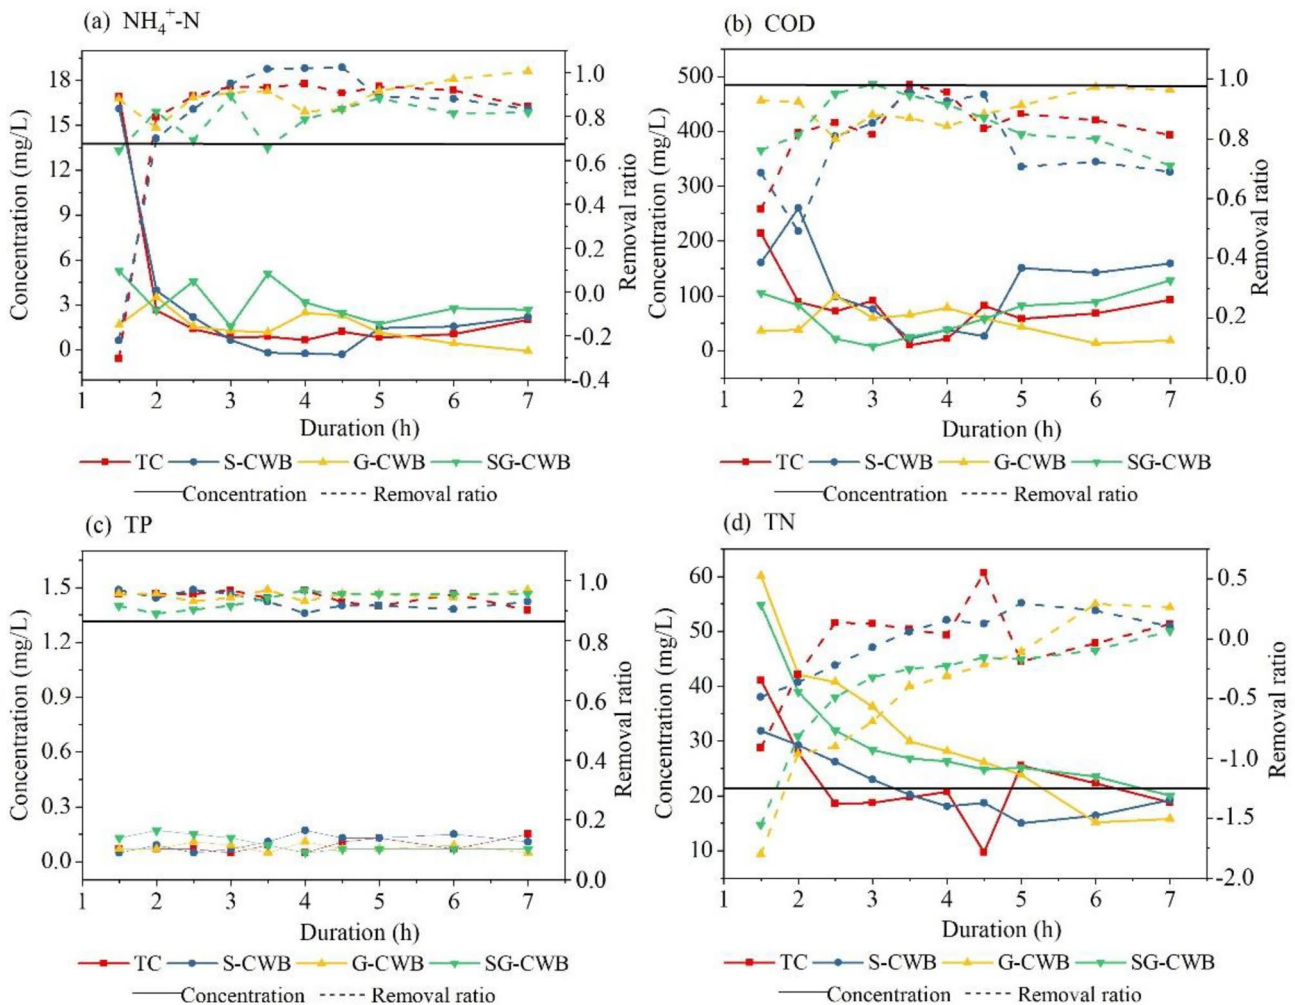 (a) NH₄⁺-N
Concentration (mg/L)
18
15
12
9
6
3
0
1.0
0.8
0.6
0.4
0.2
0.0
-0.2
-0.4
Removal ratio
1 2 3 4 5 6 7
Duration (h)
TC S-CWB G-CWB SG-CWB
Concentration Removal ratio
(b) COD
Concentration (mg/L)
500
450
400
350
300
250
200
150
100
50
0
1.0
0.8
0.6
0.4
0.2
0.0
Removal ratio
1 2 3 4 5 6 7
Duration (h)
TC S-CWB G-CWB SG-CWB
Concentration Removal ratio
(c) TP
Concentration (mg/L)
1.5
1.2
0.9
0.6
0.3
0.0
1.0
0.8
0.6
0.4
0.2
0.0
Removal ratio
1 2 3 4 5 6 7
Duration (h)
TC S-CWB G-CWB SG-CWB
Concentration Removal ratio
(d) TN
Concentration (mg/L)
60
50
40
30
20
10
0.5
0.0
-0.5
-1.0
-1.5
-2.0
Removal ratio
1 2 3 4 5 6 7
Duration (h)
TC S-CWB G-CWB SG-CWB
Concentration Removal ratio